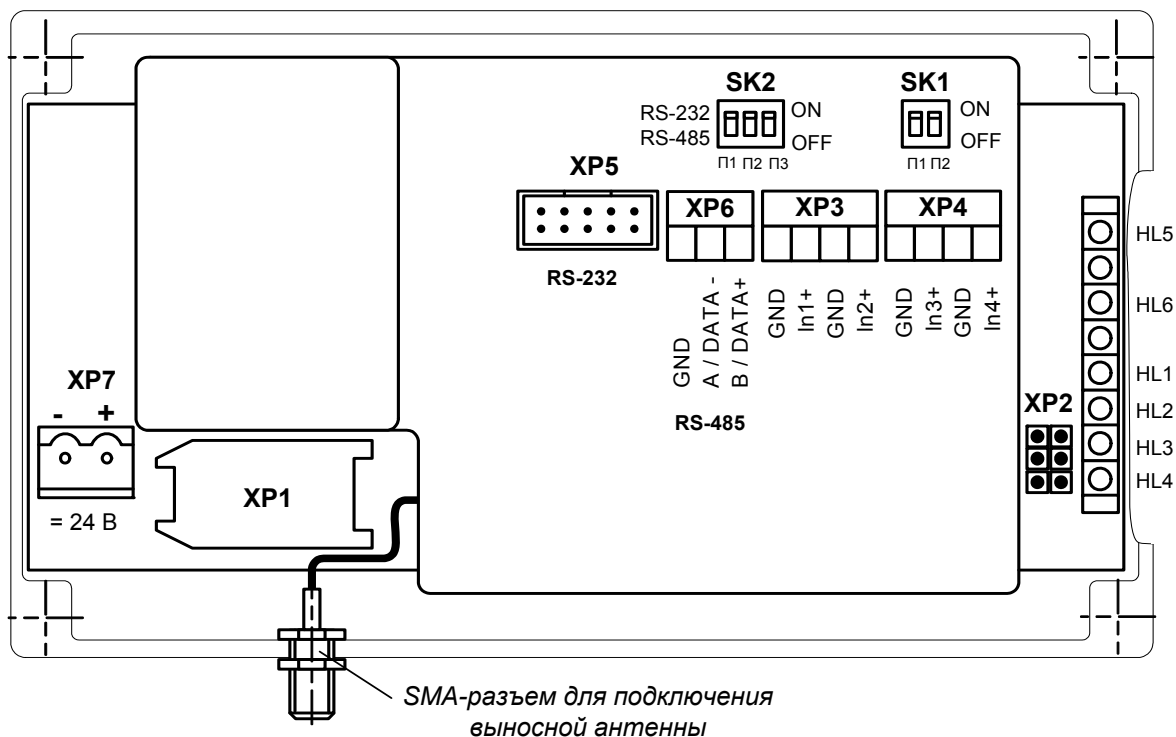 SK2
SK1
RS-232
ON
ON
RS-485
OFF
OFF
П1 П2 П3
П1 П2
XP5
XP6
XP3
XP4
HL5
RS-232
GND
A / DATA -
B / DATA+
GND
In1+
GND
In2+
GND
In3+
GND
In4+
HL6
XP7
HL1
- +
RS-485
XP2
HL2
HL3
XP1
HL4
= 24 В
SMA-разъем для подключения
выносной антенны